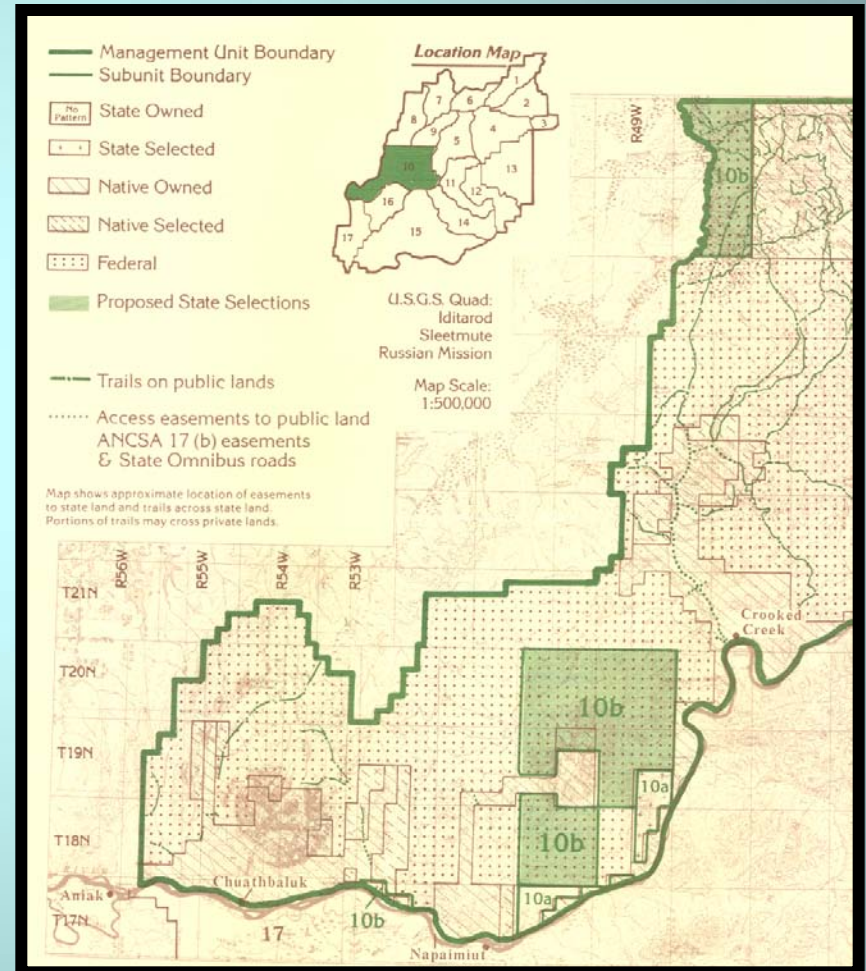 Management Unit Boundary
Subunit Boundary
No
Pattern
State Owned
State Selected
Native Owned
Native Selected
Federal
Proposed State Selections
Trails on public lands
Access easements to public land
ANCSA 17 (b) easements
& State Omnibus roads
Map shows approximate location of easements
to state land and trails across state land.
Portions of trails may cross private lands.
Location Map
1
2
3
4
5
6
7
8
9
10
11
12
13
14
15
16
17
U.S.G.S. Quad:
Iditarod
Sleetmute
Russian Mission
Map Scale:
1:500,000
R49W
10b
R56W
R55W
R54W
R53W
T21N
T20N
T19N
T18N
T17N
Crooked
Creek
10b
10a
10b
10a
Aniak
Chuathbaluk
17
10b
Napaimiut